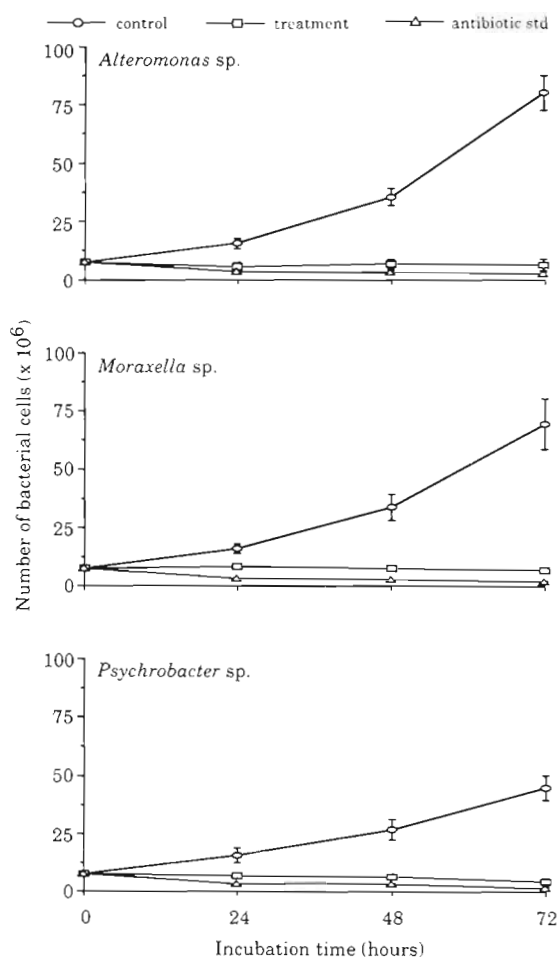 control treatment antibiotic std
Alteromonas sp.
100
75
50
25
0
Number of bacterial cells (x 10⁶)
Moraxella sp.
100
75
50
25
0
Psychrobacter sp.
100
75
50
25
0
0 24 48 72
Incubation time (hours)